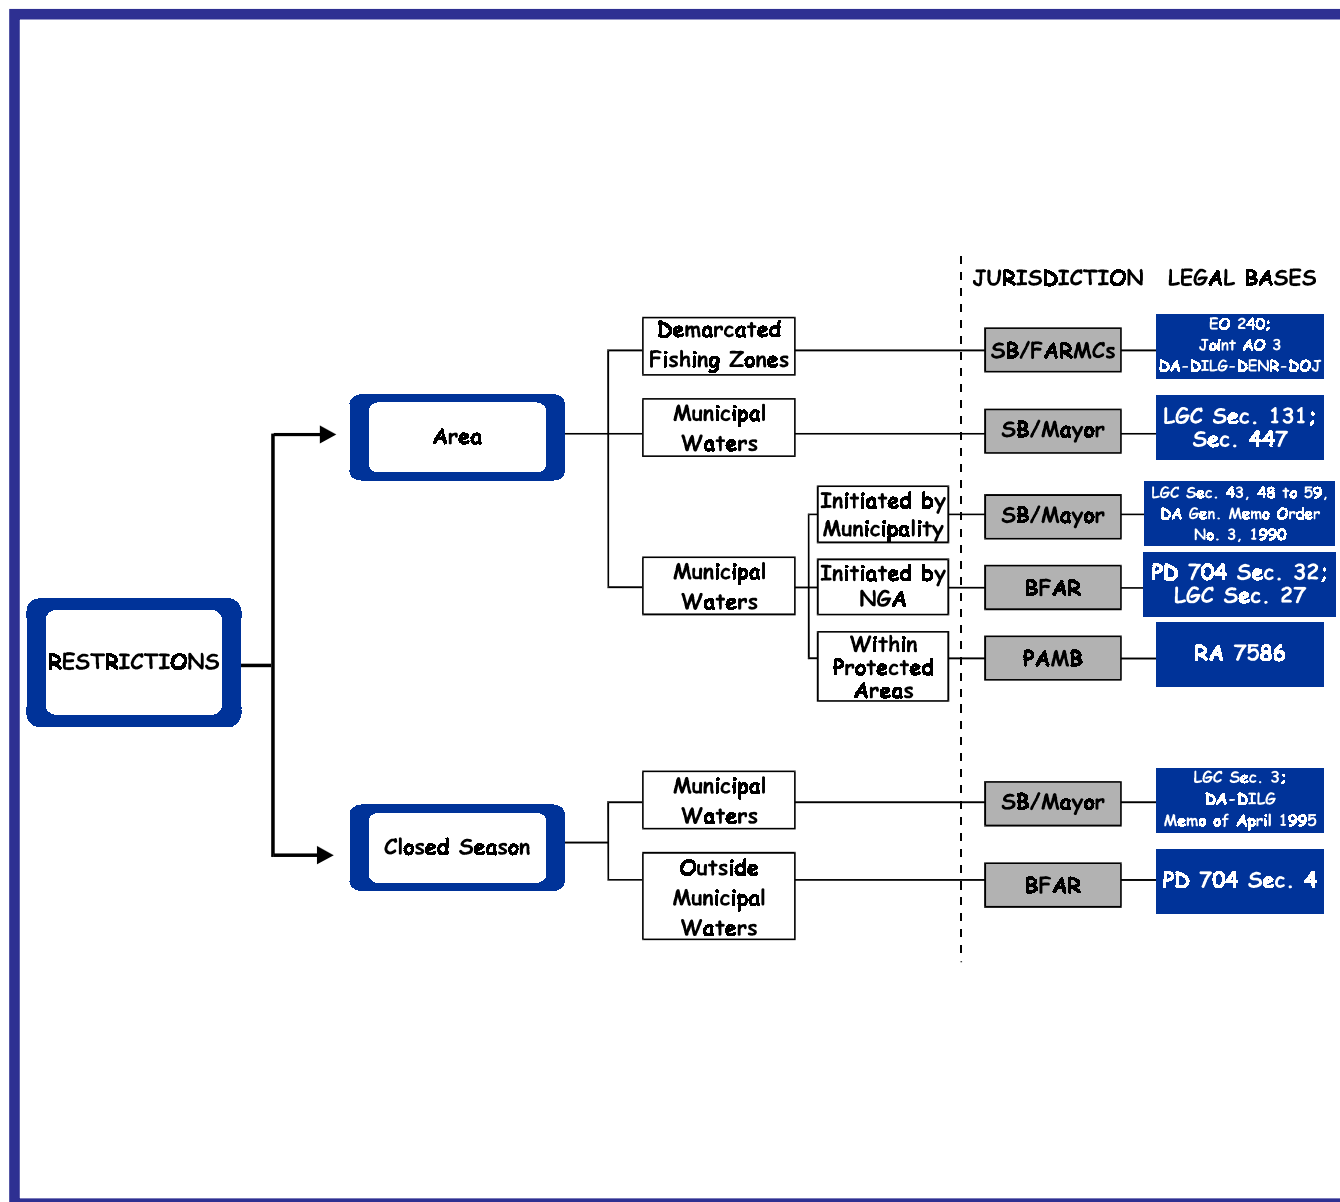 JURISDICTION
LEGAL BASES
Demarcated
Fishing Zones
SB/FARMCs
EO 240;
Joint AO 3
DA-DILG-DENR-DOJ
Area
Municipal
Waters
SB/Mayor
LGC Sec. 131;
Sec. 447
Initiated by
Municipality
SB/Mayor
LGC Sec. 43, 48 to 59,
DA Gen. Memo Order
No. 3, 1990
Municipal
Waters
Initiated by
NGA
BFAR
PD 704 Sec. 32;
LGC Sec. 27
RESTRICTIONS
Within
Protected
Areas
PAMB
RA 7586
Municipal
Waters
SB/Mayor
LGC Sec. 3;
DA-DILG
Memo of April 1995
Closed Season
Outside
Municipal
Waters
BFAR
PD 704 Sec. 4